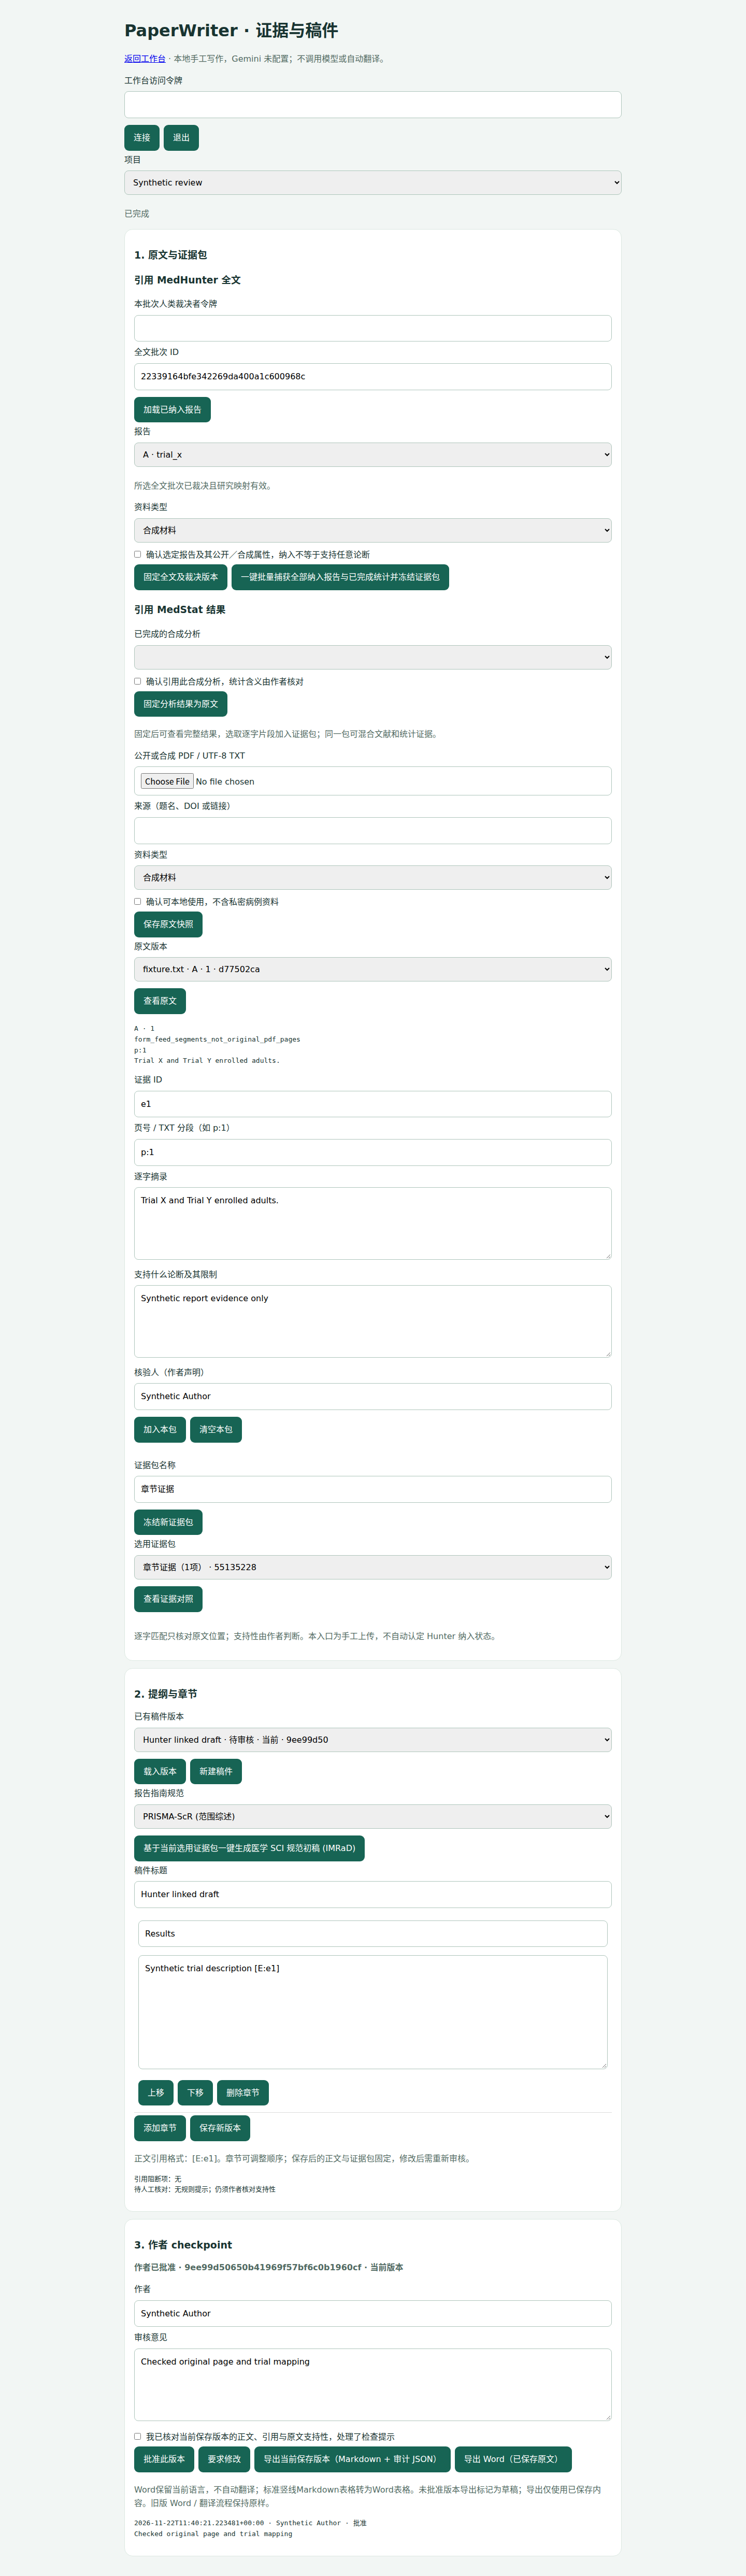 PaperWriter · 证据与稿件
返回工作台 · 本地手工写作，Gemini 未配置；不调用模型或自动翻译。
工作台访问令牌
连接 退出
项目
Synthetic review
已完成
1. 原文与证据包
引用 MedHunter 全文
本批次人类裁决者令牌
全文批次 ID
22339164bfe342269da400a1c600968c
加载已纳入报告
报告
A · trial_x
所选全文批次已裁决且研究映射有效。
资料类型
合成材料
确认选定报告及其公开／合成属性，纳入不等于支持任意论断
固定全文及裁决版本 一键批量捕获全部纳入报告与已完成统计并冻结证据包
引用 MedStat 结果
已完成的合成分析
确认引用此合成分析，统计含义由作者核对
固定分析结果为原文
固定后可查看完整结果，选取逐字片段加入证据包；同一包可混合文献和统计证据。
公开或合成 PDF / UTF-8 TXT
Choose File No file chosen
来源（题名、DOI 或链接）
资料类型
合成材料
确认可本地使用，不含私密病例资料
保存原文快照
原文版本
fixture.txt · A · 1 · d77502ca
查看原文
A · 1
form_feed_segments_not_original_pdf_pages
p:1
Trial X and Trial Y enrolled adults.
证据 ID
e1
页号 / TXT 分段（如 p:1）
p:1
逐字摘录
Trial X and Trial Y enrolled adults.
支持什么论断及其限制
Synthetic report evidence only
核验人（作者声明）
Synthetic Author
加入本包 清空本包
证据包名称
章节证据
冻结新证据包
选用证据包
章节证据（1项） · 55135228
查看证据对照
逐字匹配只核对原文位置；支持性由作者判断。本入口为手工上传，不自动认定 Hunter 纳入状态。
2. 提纲与章节
已有稿件版本
Hunter linked draft · 待审核 · 当前 · 9ee99d50
载入版本 新建稿件
报告指南规范
PRISMA-ScR (范围综述)
基于当前选用证据包一键生成医学 SCI 规范初稿 (IMRaD)
稿件标题
Hunter linked draft
Results
Synthetic trial description [E:e1]
上移 下移 删除章节
添加章节 保存新版本
正文引用格式：[E:e1]。章节可调整顺序；保存后的正文与证据包固定，修改后需重新审核。
引用阻断项：无
待人工核对：无规则提示；仍须作者核对支持性
3. 作者 checkpoint
作者已批准 · 9ee99d50650b41969f57bf6c0b1960cf · 当前版本
作者
Synthetic Author
审核意见
Checked original page and trial mapping
我已核对当前保存版本的正文、引用与原文支持性，处理了检查提示
批准此版本 要求修改 导出当前保存版本（Markdown + 审计 JSON） 导出 Word（已保存原文）
Word保留当前语言，不自动翻译；标准竖线Markdown表格转为Word表格。未批准版本导出标记为草稿；导出仅使用已保存内
容。旧版 Word / 翻译流程保持原样。
2026-11-22T11:40:21.223481+00:00 · Synthetic Author · 批准
Checked original page and trial mapping